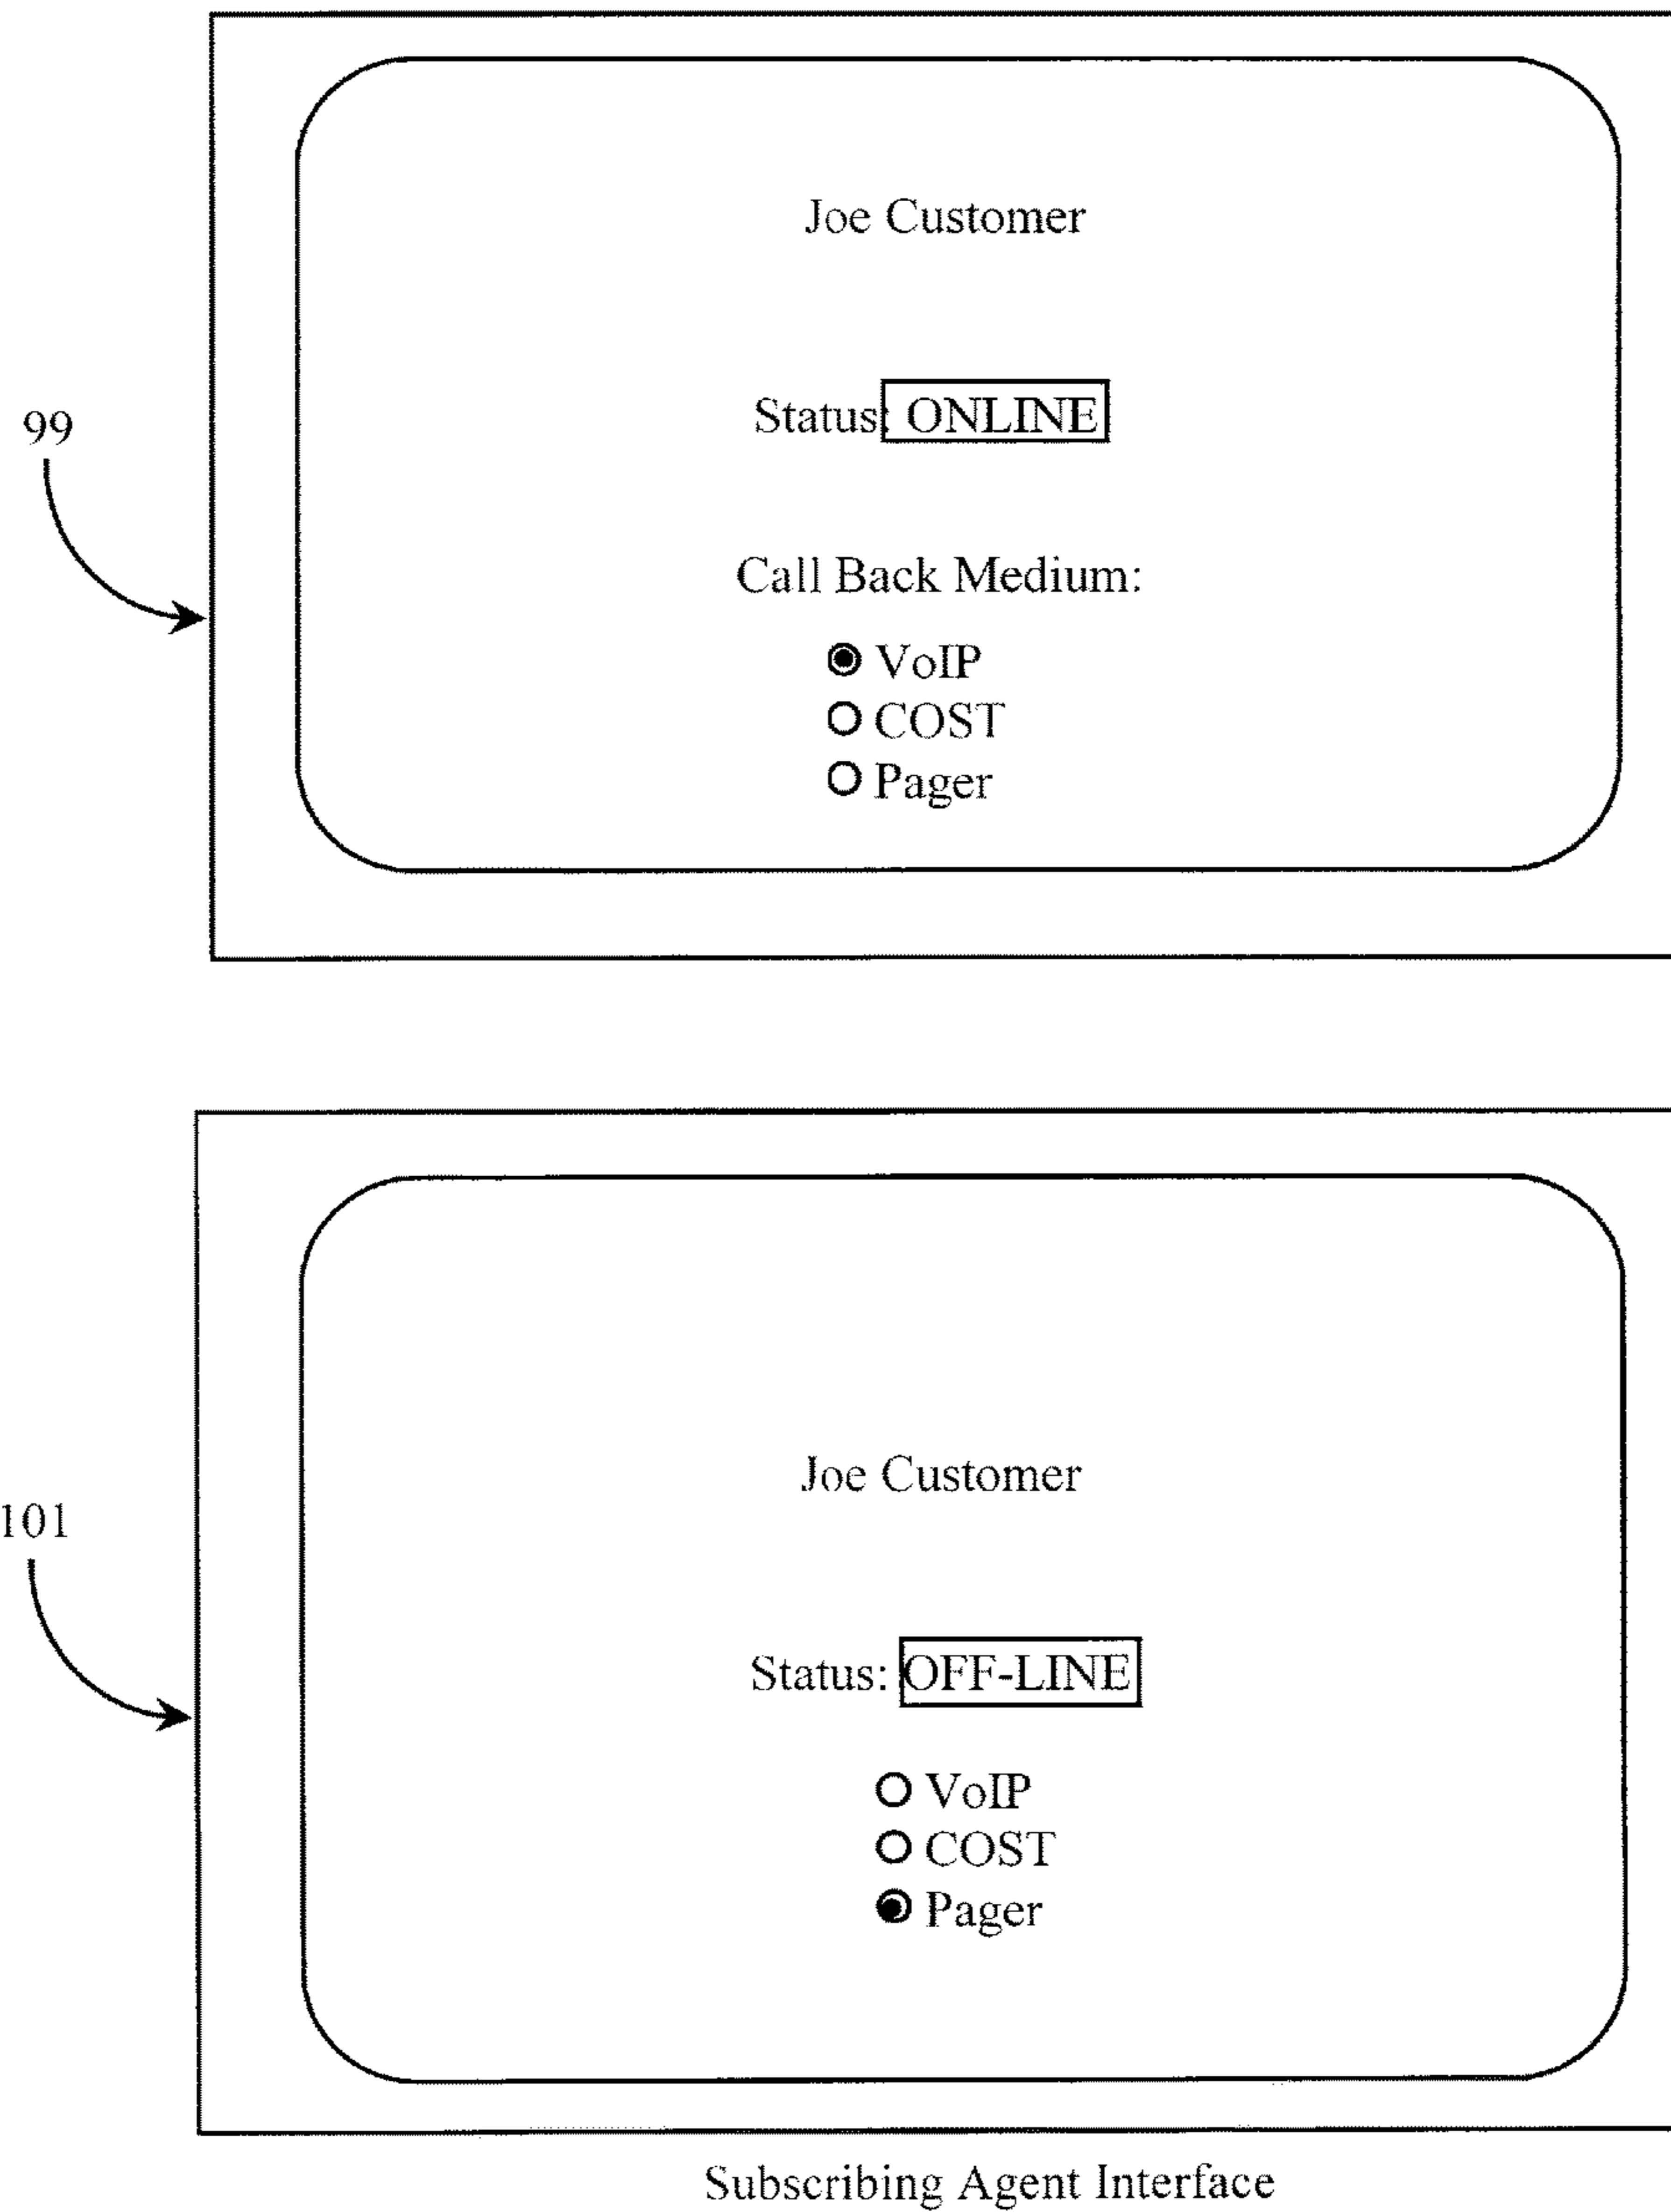 Joe Customer
Status: ONLINE
99
Call Back Medium:
VoIP
COST
Pager
Joe Customer
101
Status: OFF-LINE
VoIP
COST
Pager
Subscribing Agent Interface